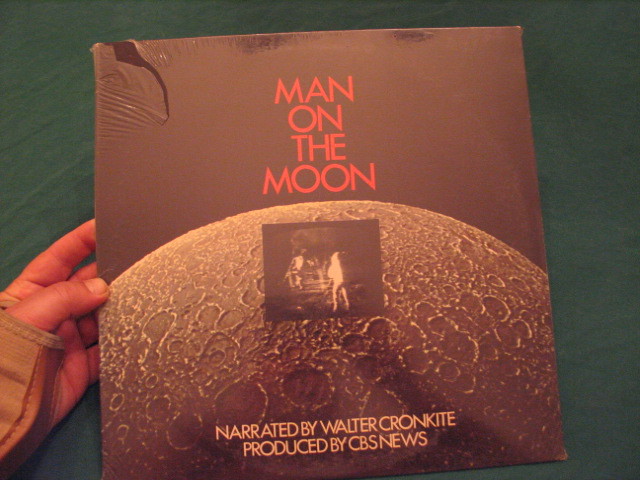 MAN
ON
THE
MOON
NARRATED BY WALTER CRONKITE
PRODUCED BY CBS NEWS